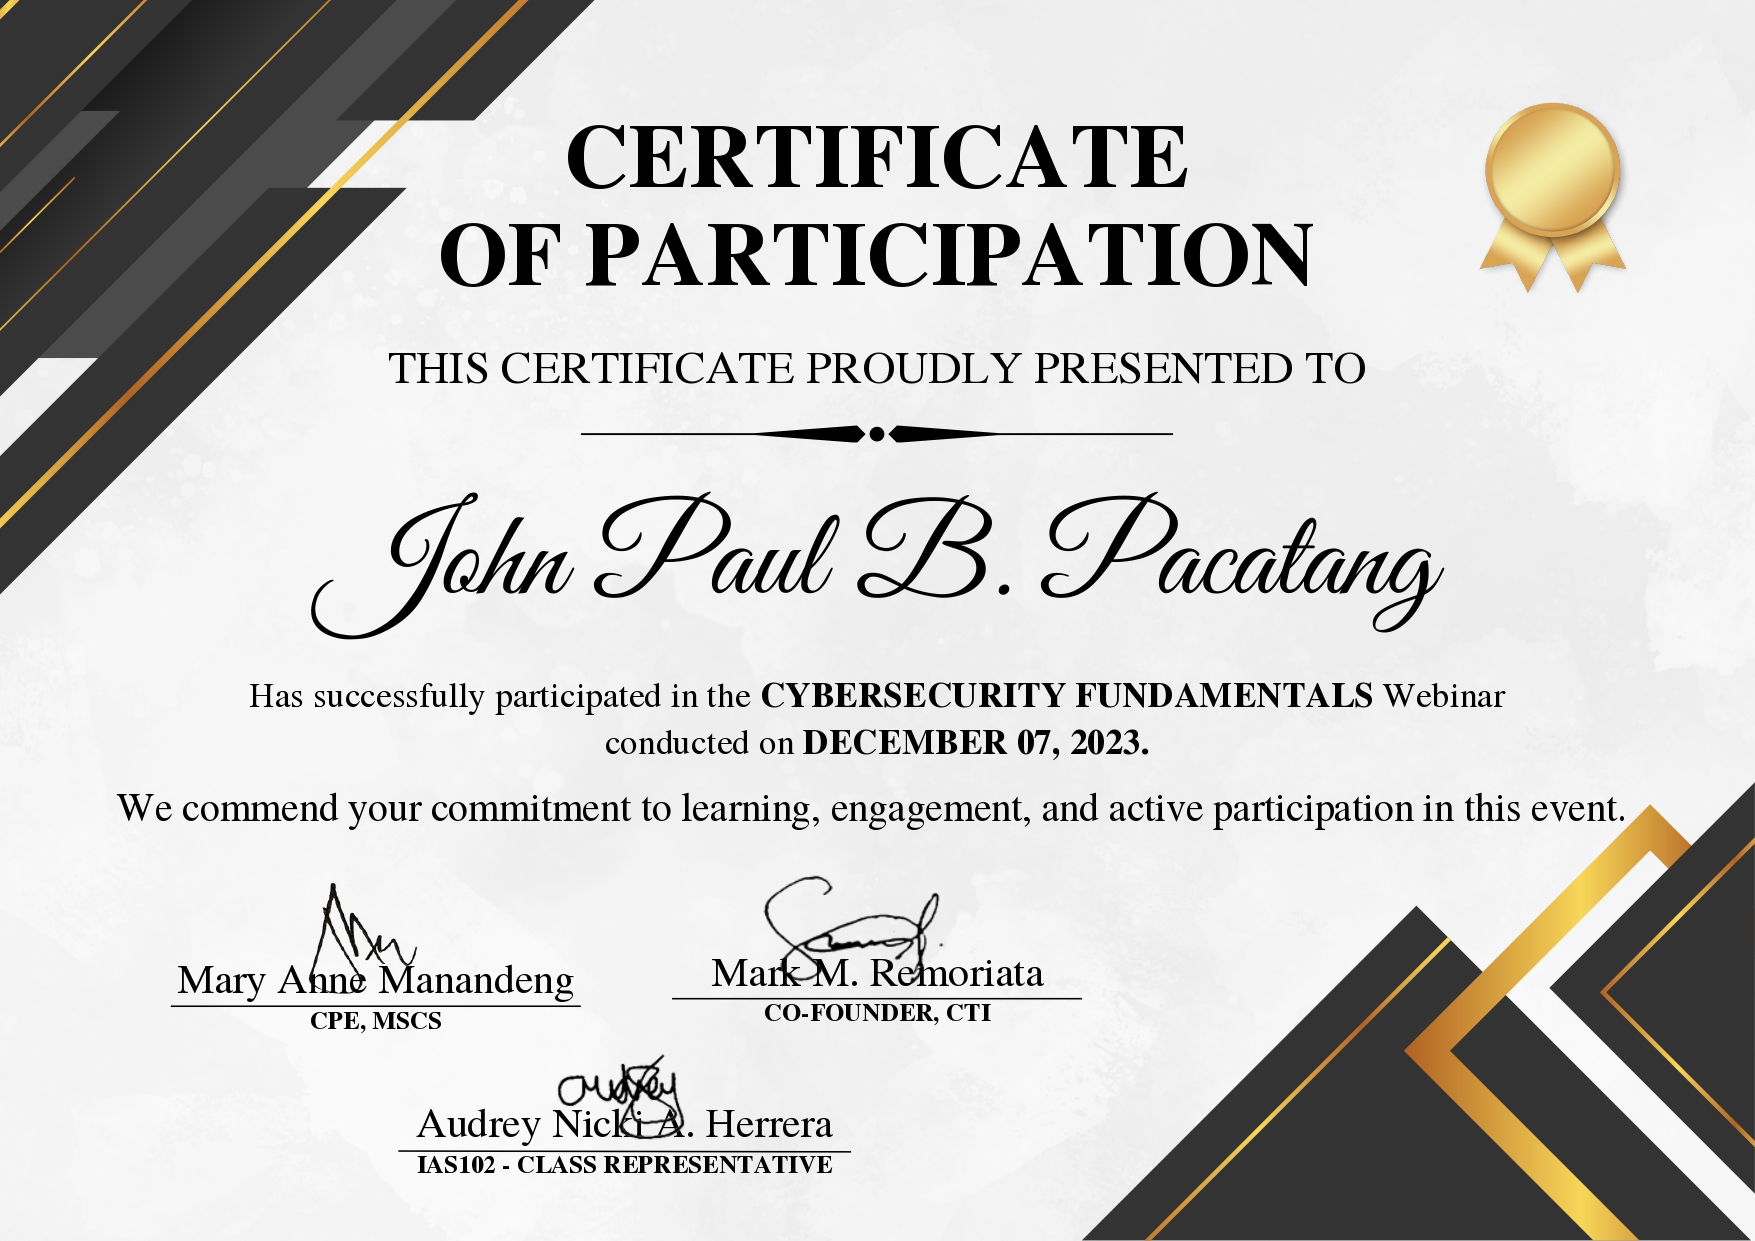 CERTIFICATE
OF PARTICIPATION
THIS CERTIFICATE PROUDLY PRESENTED TO
John Paul B. Pacatang
Has successfully participated in the CYBERSECURITY FUNDAMENTALS Webinar
conducted on DECEMBER 07, 2023.
We commend your commitment to learning, engagement, and active participation in this event.
Mary Anne Manandeng
CPE, MSCS
Mark M. Remoriata
CO-FOUNDER, CTI
Audrey
Audrey Nicki A. Herrera
IAS102 - CLASS REPRESENTATIVE